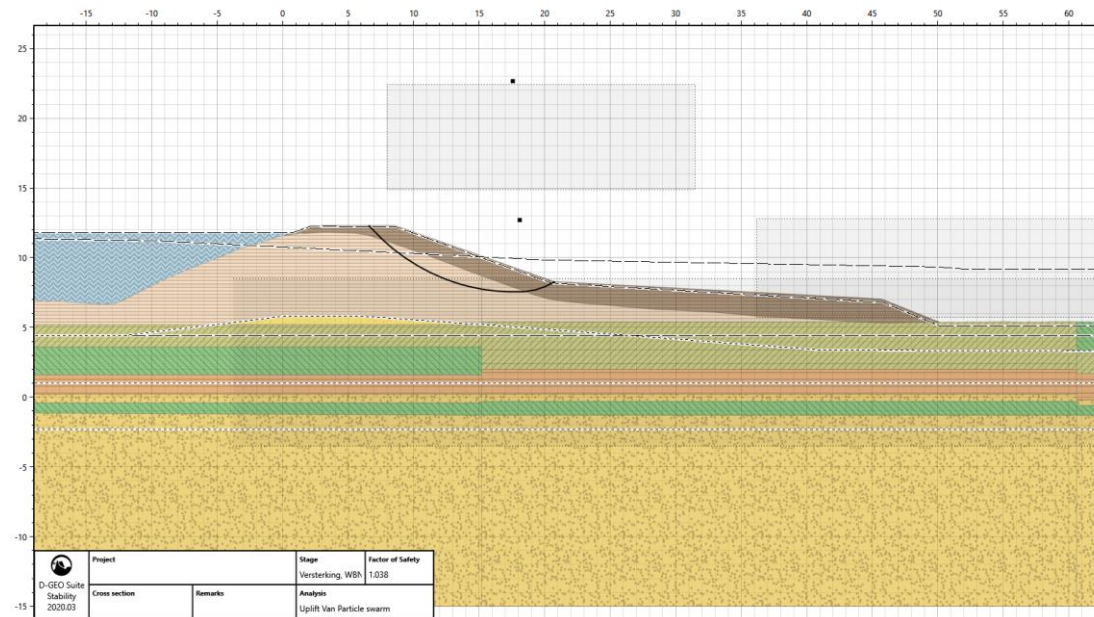 -15 -10 -5 0 5 10 15 20 25 30 35 40 45 50 55 60
25
20
15
10
5
0
-5
-10
-15
D-GEO Suite
Stability
2020.03
Project
Stage
Versterking, WBN
Factor of Safety
1.038
Cross section
Remarks
Analysis
Uplift Van Particle swarm